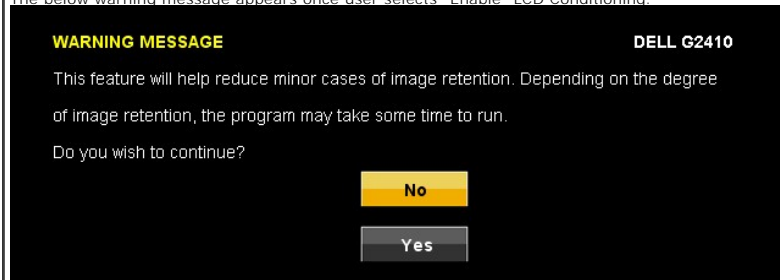 The below warning message appears once user selects "Enable" LCD Conditioning.
WARNING MESSAGE DELL G2410
This feature will help reduce minor cases of image retention. Depending on the degree
of image retention, the program may take some time to run.
Do you wish to continue?
No
Yes